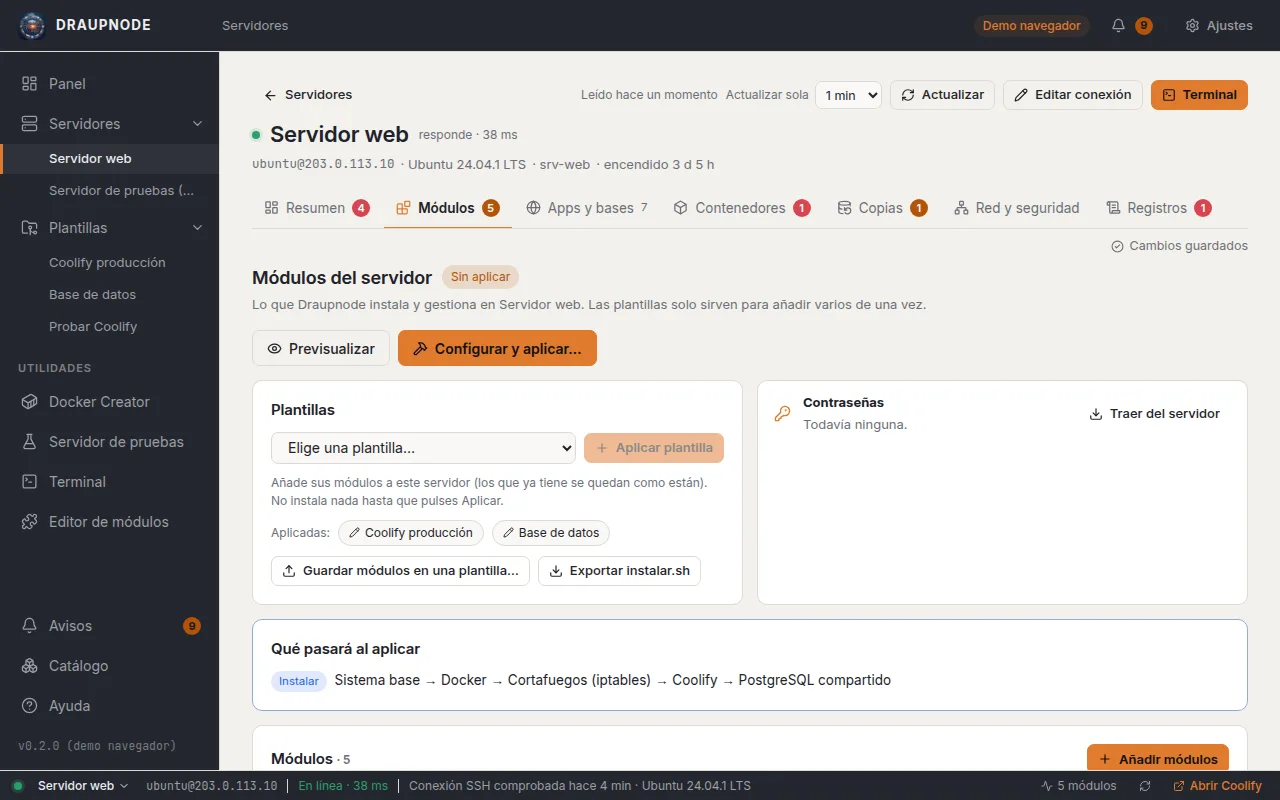 DRAUPNODE
Servidores
Demo navegador
9
Ajustes
Panel
Servidores
Servidor web
Servidor de pruebas (...
Plantillas
Coolify producción
Base de datos
Probar Coolify
UTILIDADES
Docker Creator
Servidor de pruebas
Terminal
Editor de módulos
Avisos
9
Catálogo
Ayuda
v0.2.0 (demo navegador)
Servidores
Leído hace un momento
Actualizar sola
1 min
Actualizar
Editar conexión
Terminal
Servidor web
responde · 38 ms
ubuntu@203.0.113.10 · Ubuntu 24.04.1 LTS · srv-web · encendido 3 d 5 h
Resumen 4
Módulos 5
Apps y bases 7
Contenedores 1
Copias 1
Red y seguridad
Registros 1
Cambios guardados
Módulos del servidor
Sin aplicar
Lo que Draupnode instala y gestiona en Servidor web. Las plantillas solo sirven para añadir varios de una vez.
Previsualizar
Configurar y aplicar...
Plantillas
Elige una plantilla...
+ Aplicar plantilla
Añade sus módulos a este servidor (los que ya tiene se quedan como están).
No instala nada hasta que pulses Aplicar.
Aplicadas:
Coolify producción
Base de datos
Guardar módulos en una plantilla...
Exportar instalar.sh
Contraseñas
Todavía ninguna.
Traer del servidor
Qué pasará al aplicar
Instalar
Sistema base → Docker → Cortafuegos (iptables) → Coolify → PostgreSQL compartido
Módulos · 5
+ Añadir módulos
Servidor web
ubuntu@203.0.113.10
En línea · 38 ms
Conexión SSH comprobada hace 4 min · Ubuntu 24.04.1 LTS
5 módulos
Abrir Coolify